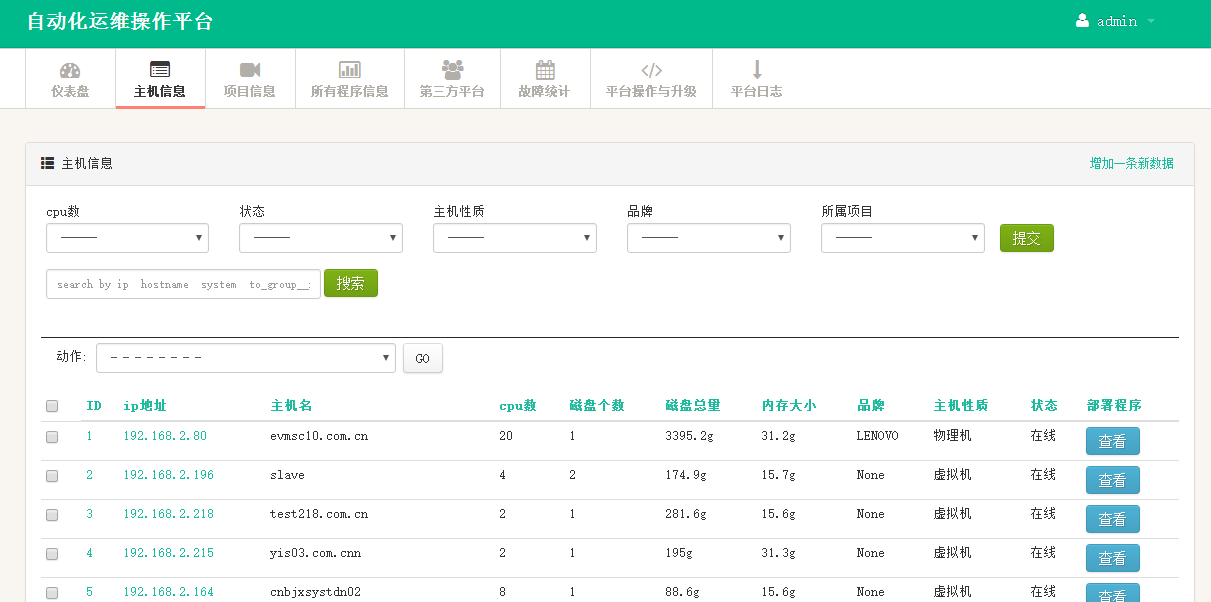 自动化运维操作平台 admin
仪表盘 主机信息 项目信息 所有程序信息 第三方平台 故障统计 平台操作与升级 平台日志
主机信息 增加一条新数据
cpu数 状态 主机性质 品牌 所属项目
——— ——— ——— ——— ——— 提交
search by ip hostname system to_group__ 搜索
动作: -------- GO
ID ip地址 主机名 cpu数 磁盘个数 磁盘总量 内存大小 品牌 主机性质 状态 部署程序
1 192.168.2.80 evmsc10.com.cn 20 1 3395.2g 31.2g LENOVO 物理机 在线 查看
2 192.168.2.196 slave 4 2 174.9g 15.7g None 虚拟机 在线 查看
3 192.168.2.218 test218.com.cn 2 1 281.6g 15.6g None 虚拟机 在线 查看
4 192.168.2.215 yis03.com.cnn 2 1 195g 31.3g None 虚拟机 在线 查看
5 192.168.2.164 cnbjxsystdn02 8 1 88.6g 15.6g None 虚拟机 在线 查看